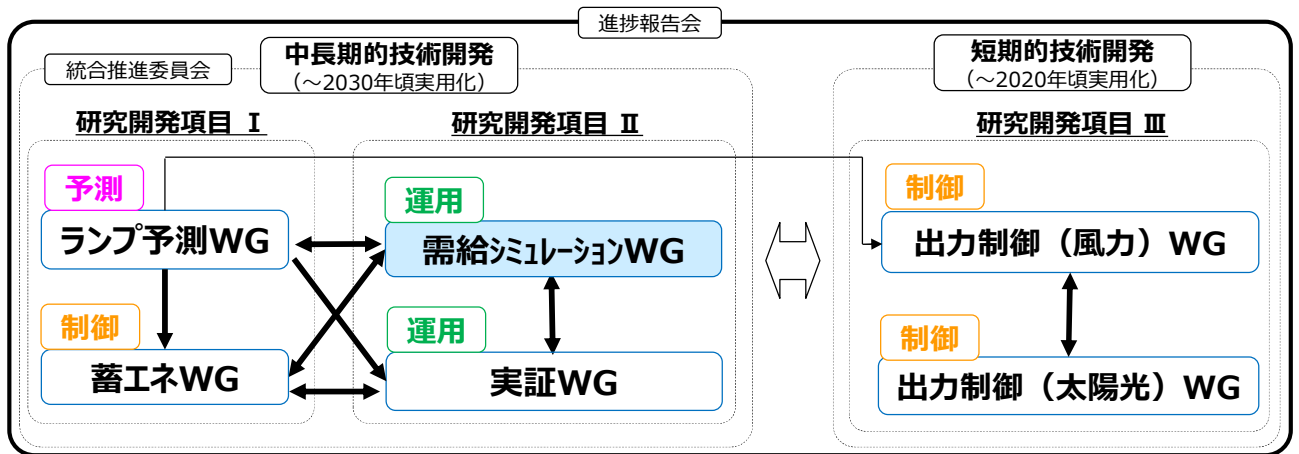 進捗報告会
統合推進委員会
中長期的技術開発
(～2030年頃実用化)
短期的技術開発
(～2020年頃実用化)
研究開発項目 Ⅰ
研究開発項目 Ⅱ
研究開発項目 Ⅲ
予測
ランプ予測WG
運用
需給シミュレーションWG
制御
出力制御（風力）WG
制御
蓄エネWG
運用
実証WG
制御
出力制御（太陽光）WG